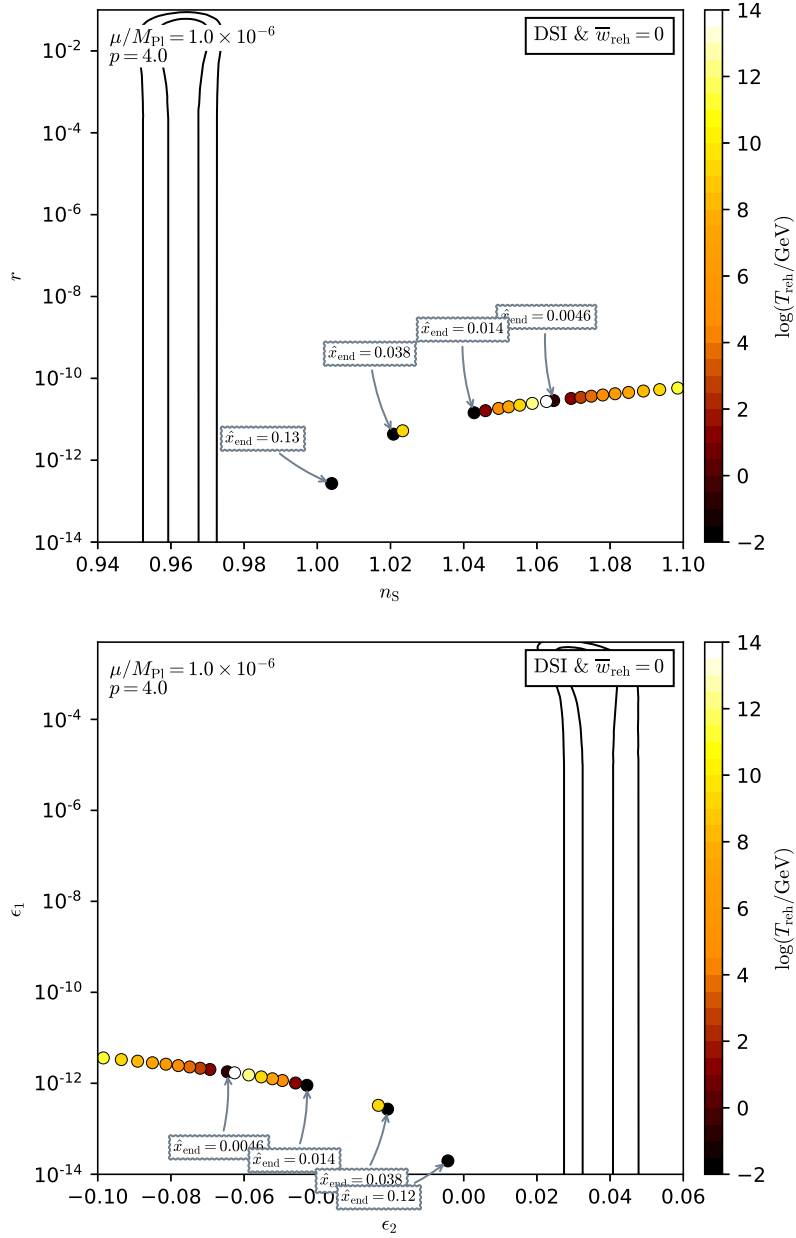 10⁻²
10⁻⁴
10⁻⁶
10⁻⁸
10⁻¹⁰
10⁻¹²
10⁻¹⁴
r
μ/M_Pl = 1.0 × 10⁻⁶
p = 4.0
DSI & w̅_reh = 0
x̂_end = 0.0046
x̂_end = 0.014
x̂_end = 0.038
x̂_end = 0.13
0.94 0.96 0.98 1.00 1.02 1.04 1.06 1.08 1.10
n_S
14
12
10
8
6
4
2
0
−2
log(T_reh/GeV)
10⁻⁴
10⁻⁶
10⁻⁸
10⁻¹⁰
10⁻¹²
10⁻¹⁴
ϵ₁
μ/M_Pl = 1.0 × 10⁻⁶
p = 4.0
DSI & w̅_reh = 0
x̂_end = 0.0046
x̂_end = 0.014
x̂_end = 0.038
x̂_end = 0.12
−0.10 −0.08 −0.06 0.00 0.02 0.04 0.06
ϵ₂
14
12
10
8
6
4
2
0
−2
log(T_reh/GeV)